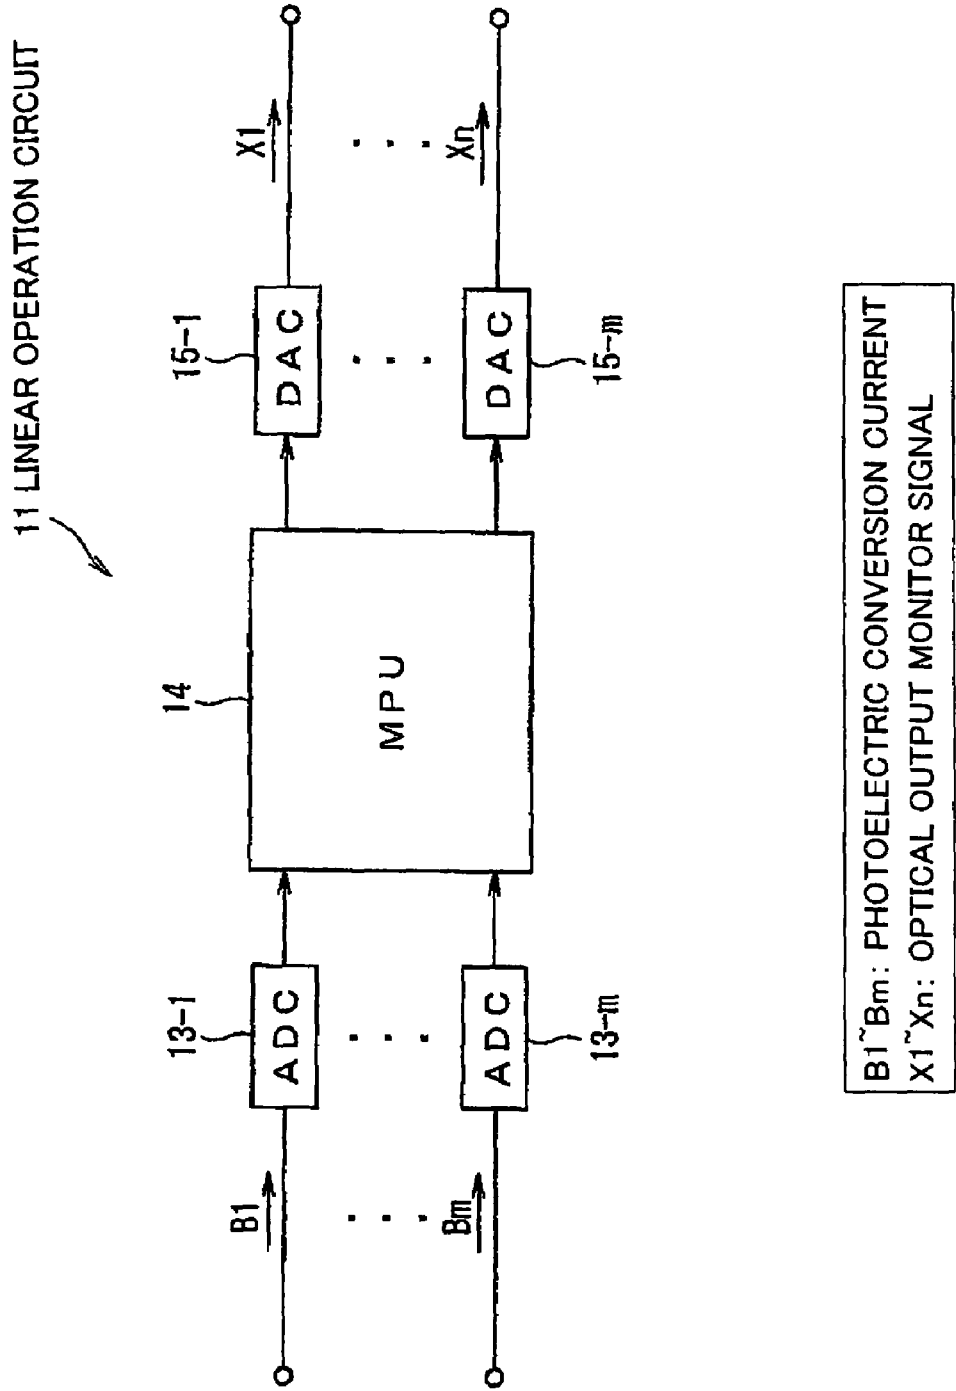 11 LINEAR OPERATION CIRCUIT
B1
13-1
ADC
14
MPU
15-1
DAC
X1
Bm
ADC
13-m
DAC
15-m
Xn
B1~Bm: PHOTOELECTRIC CONVERSION CURRENT
X1~Xn: OPTICAL OUTPUT MONITOR SIGNAL